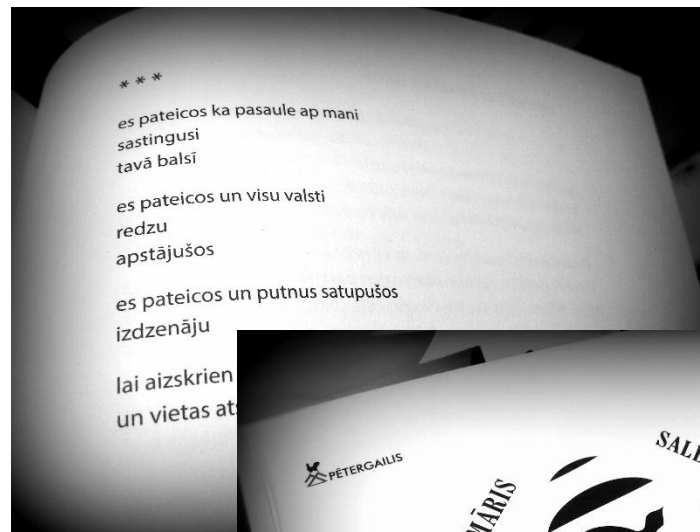 * * *
es pateicos ka pasaule ap mani
sastingusi
tavā balsī
es pateicos un visu valsti
redzu
apstājušos
es pateicos un putnus satupušos
izdzenāju
lai aizskrien
un vietas
PĒTERGAILIS
MĀRIS